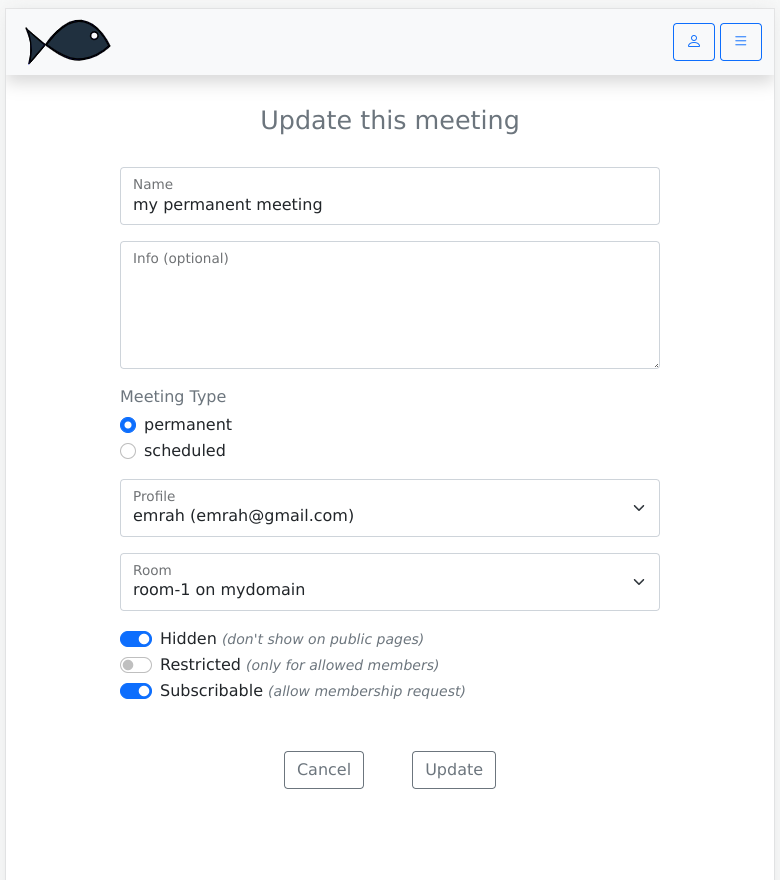 Update this meeting
Name
my permanent meeting
Info (optional)
Meeting Type
permanent
scheduled
Profile
emrah (emrah@gmail.com)
Room
room-1 on mydomain
Hidden (don't show on public pages)
Restricted (only for allowed members)
Subscribable (allow membership request)
Cancel Update